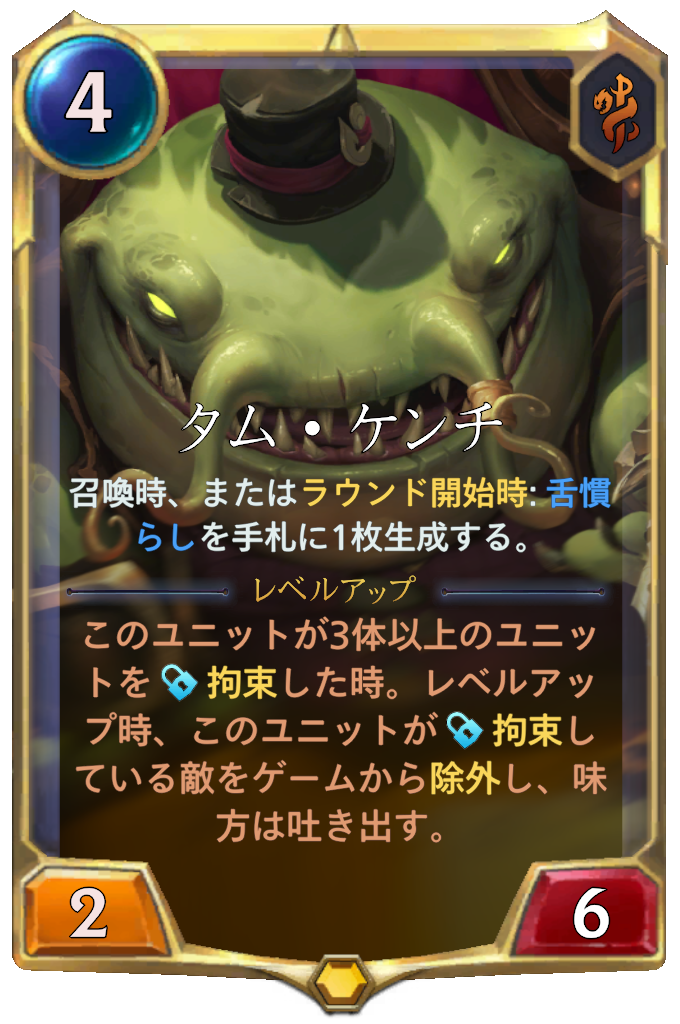 4
タム・ケンチ
召喚時、またはラウンド開始時: 舌慣
らしを手札に1枚生成する。
レベルアップ
このユニットが3体以上のユニッ
トを 拘束した時。レベルアッ
プ時、このユニットが 拘束し
ている敵をゲームから除外し、味
方は吐き出す。
2
6